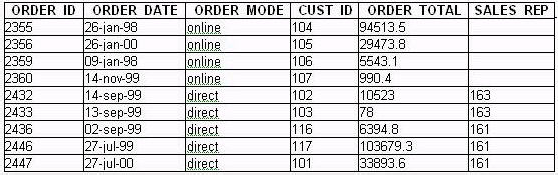 ORDER ID ORDER DATE ORDER MODE CUST ID ORDER TOTAL SALES REP
2355 26-jan-98 online 104 94513.5
2356 26-jan-00 online 105 29473.8
2359 09-jan-98 online 106 5543.1
2360 14-nov-99 online 107 990.4
2432 14-sep-99 direct 102 10523 163
2433 13-sep-99 direct 103 78 163
2436 02-sep-99 direct 116 6394.8 161
2446 27-jul-99 direct 117 103679.3 161
2447 27-jul-00 direct 101 33893.6 161